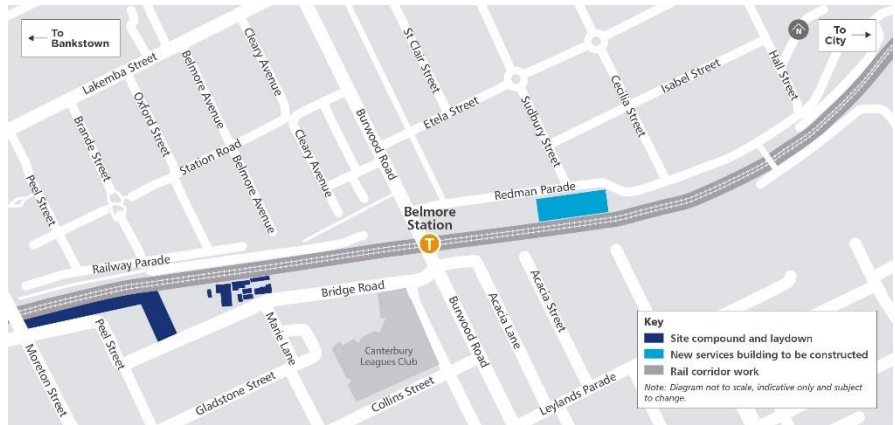 To
Bankstown
N
To
City
Lakemba Street
Cleary Avenue
Belmore Avenue
Oxford Street
Brande Street
Peel Street
Station Road
Belmore Avenue
Cleary Avenue
Burwood Road
St Clair Street
Etela Street
Sudbury Street
Cecilia Street
Isabel Street
Hall Street
Redman Parade
Belmore
Station
T
Railway Parade
Bridge Road
Peel Street
Moreton Street
Marie Lane
Gladstone Street
Canterbury
Leagues Club
Collins Street
Burwood Road
Acacia Lane
Acacia Street
Leylands Parade
Key
Site compound and laydown
New services building to be constructed
Rail corridor work
Note: Diagram not to scale, indicative only and subject
to change.